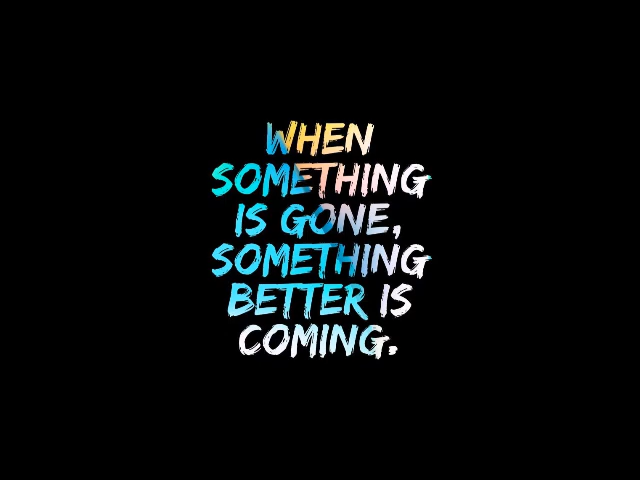 WHEN
SOMETHING
IS GONE,
SOMETHING
BETTER IS
COMING.